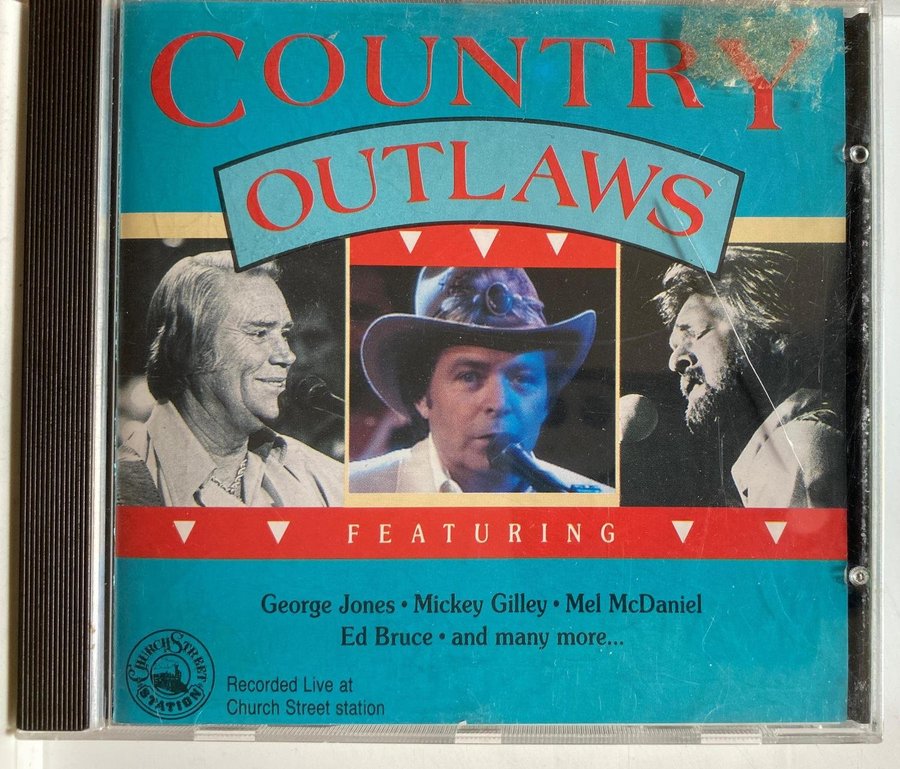 COUNTRY
OUTLAWS
FEATURING
George Jones • Mickey Gilley • Mel McDaniel
Ed Bruce • and many more...
CHURCH STREET
STATION
Recorded Live at
Church Street station